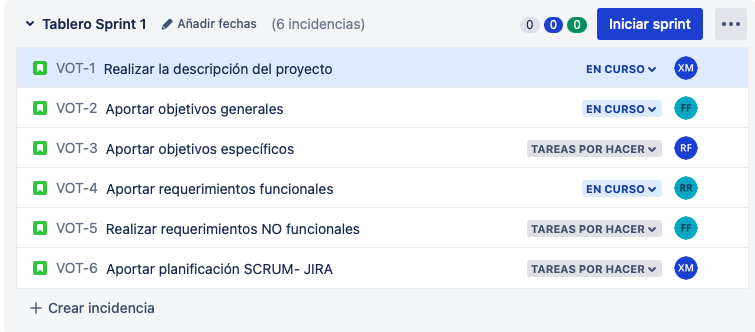 Tablero Sprint 1 Añadir fechas (6 incidencias) 0 0 0 Iniciar sprint
VOT-1 Realizar la descripción del proyecto EN CURSO XM
VOT-2 Aportar objetivos generales EN CURSO FF
VOT-3 Aportar objetivos específicos TAREAS POR HACER RF
VOT-4 Aportar requerimientos funcionales EN CURSO RR
VOT-5 Realizar requerimientos NO funcionales TAREAS POR HACER FF
VOT-6 Aportar planificación SCRUM- JIRA TAREAS POR HACER XM
Crear incidencia